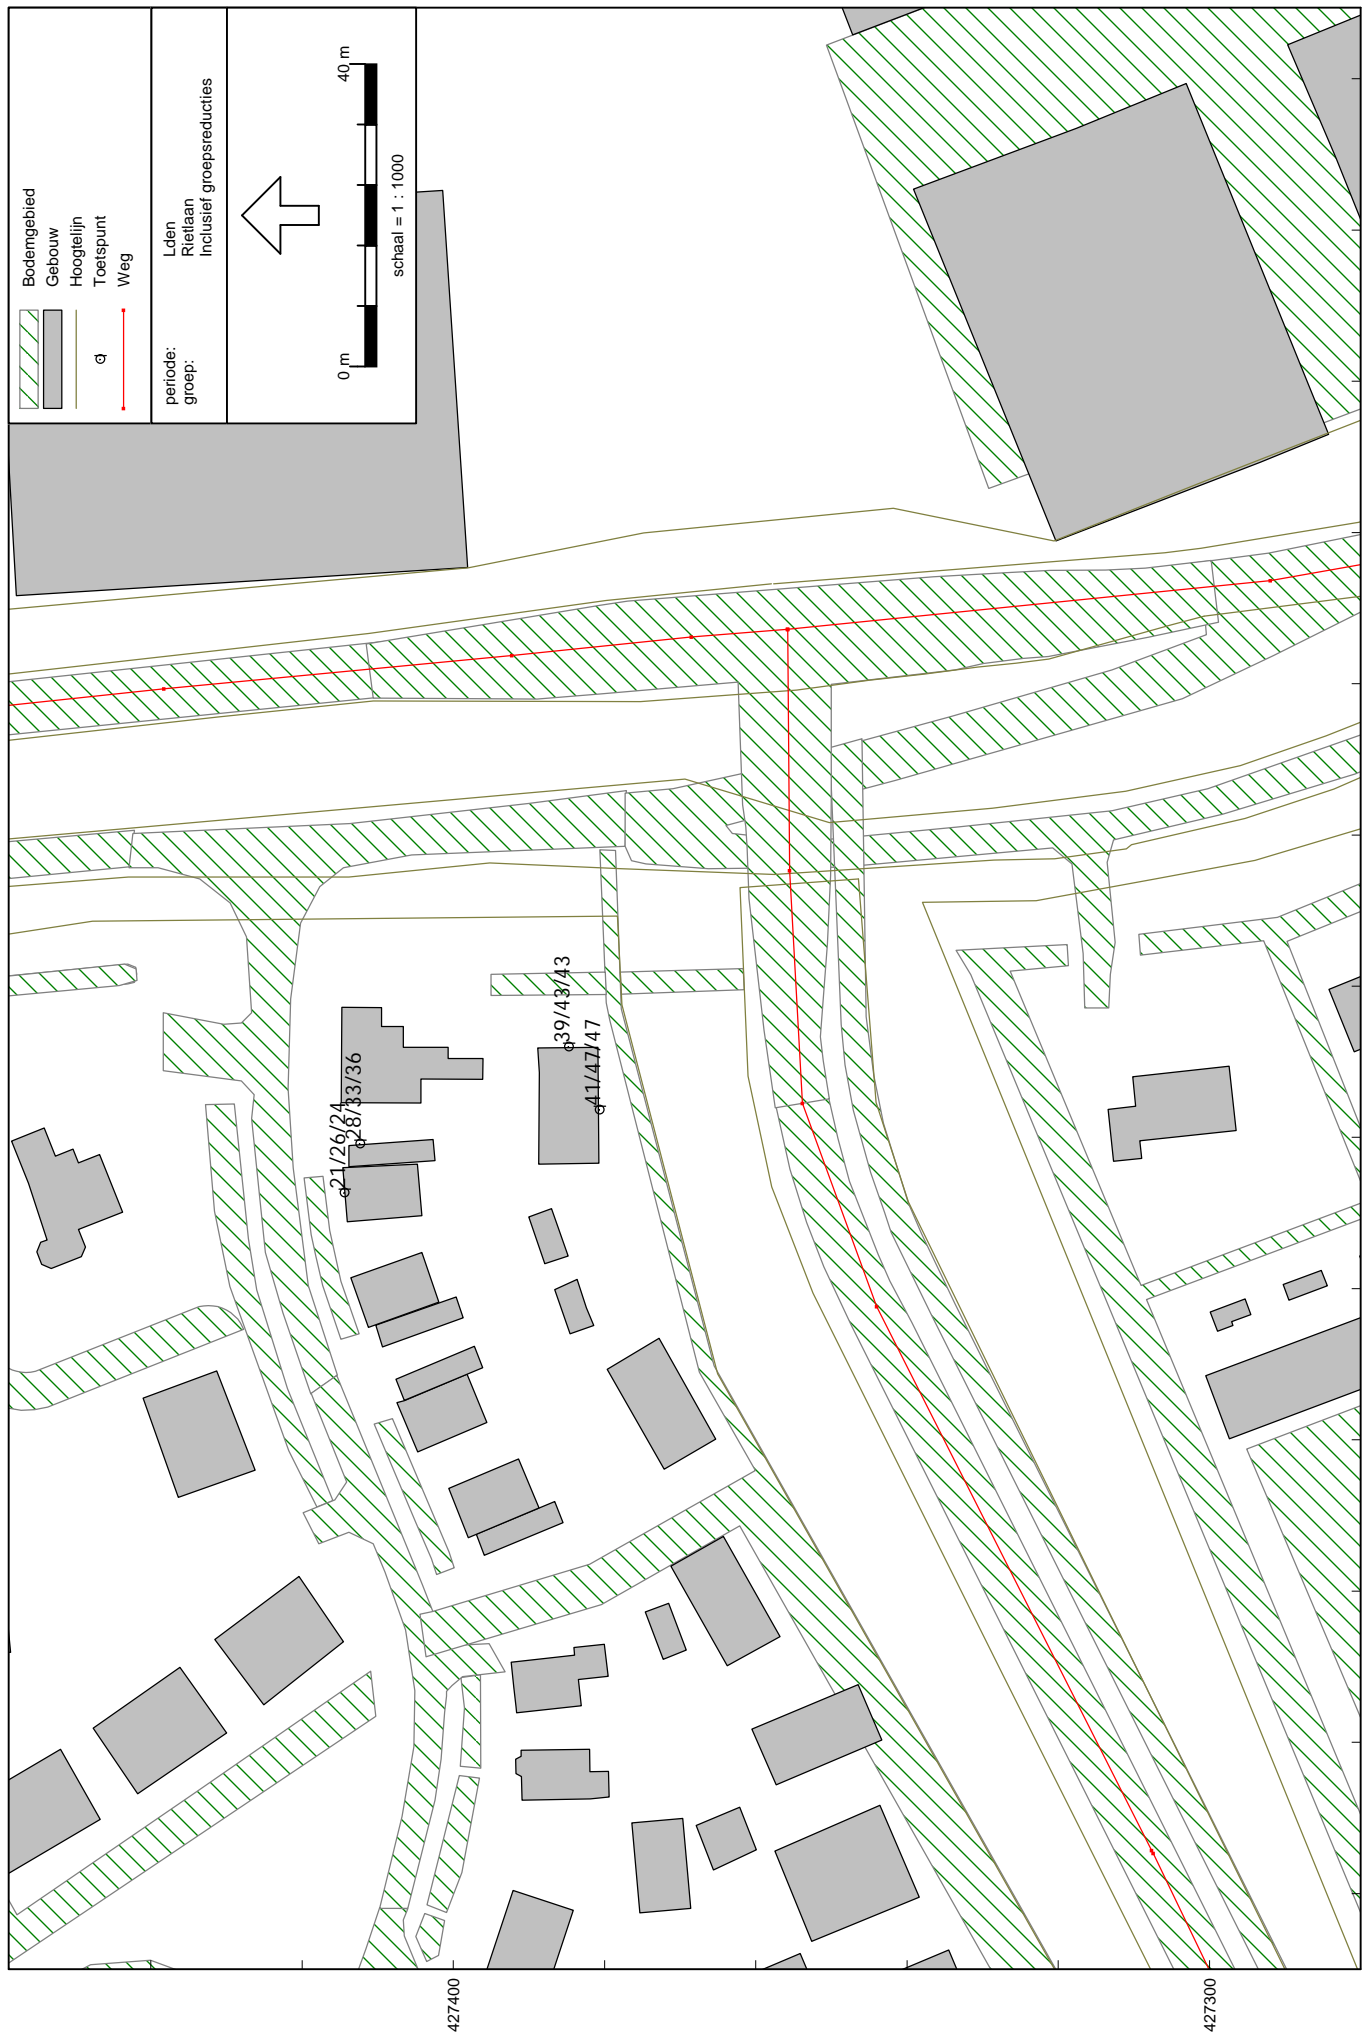 Bodemgebied
Gebouw
Hoogtelijn
Toetspunt
Weg
periode: Lden
groep: Rietlaan
Inclusief groepsreducties
0 m 40 m
schaal = 1 : 1000
21/26/24
28/33/36
39/43/43
41/47/47
427400
427300